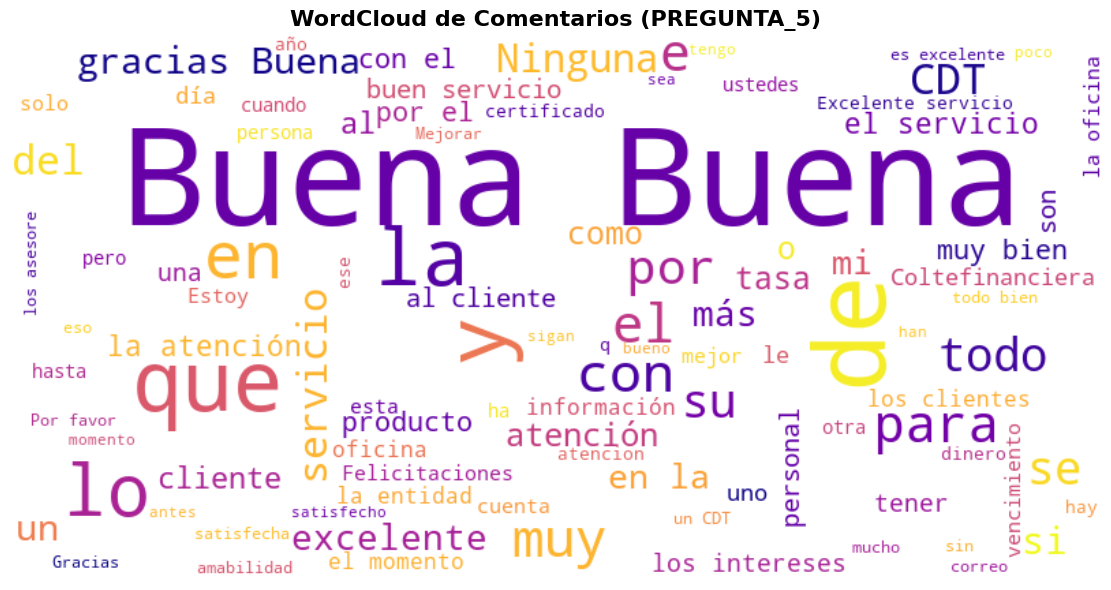 WordCloud de Comentarios (PREGUNTA_5)
gracias Buena
año
con el
Ninguna
e
tengo
es excelente
poco
solo
día
cuando
buen servicio
sea
ustedes
CDT
la oficina
persona
al
por el
Mejorar
certificado
Excelente servicio
el servicio
del
Buena Buena
son
los asesore
pero
una
en
Estoy
ese
la
como
por
tasa
o
mi
muy bien
Coltefinanciera
todo bien
al cliente
eso
la atención
servicio
y
sigan
el
q
bueno
más
mejor
le
de
han
todo
hasta
que
con
su
los clientes
Por favor
momento
esta
producto
ha
información
atención
atencion
personal
otra
para
dinero
vencimiento
lo
cliente
oficina
Felicitaciones
en la
uno
tener
se
hay
un
antes
la entidad
satisfecho
cuenta
un CDT
satisfecha
excelente
muy
mucho
sin
si
Gracias
amabilidad
el momento
los intereses
correo